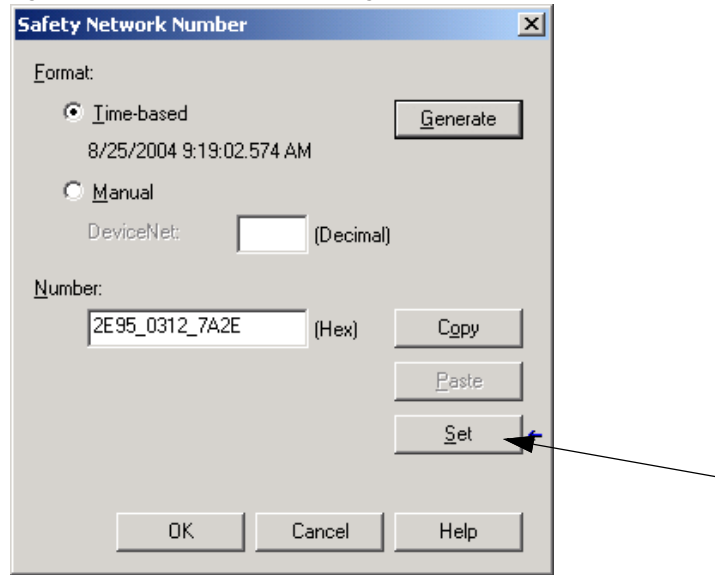 Safety Network Number
Format:
Time-based
Generate
8/25/2004 9:19:02.574 AM
Manual
DeviceNet: (Decimal)
Number:
2E95_0312_7A2E (Hex) Copy
Paste
Set
OK Cancel Help